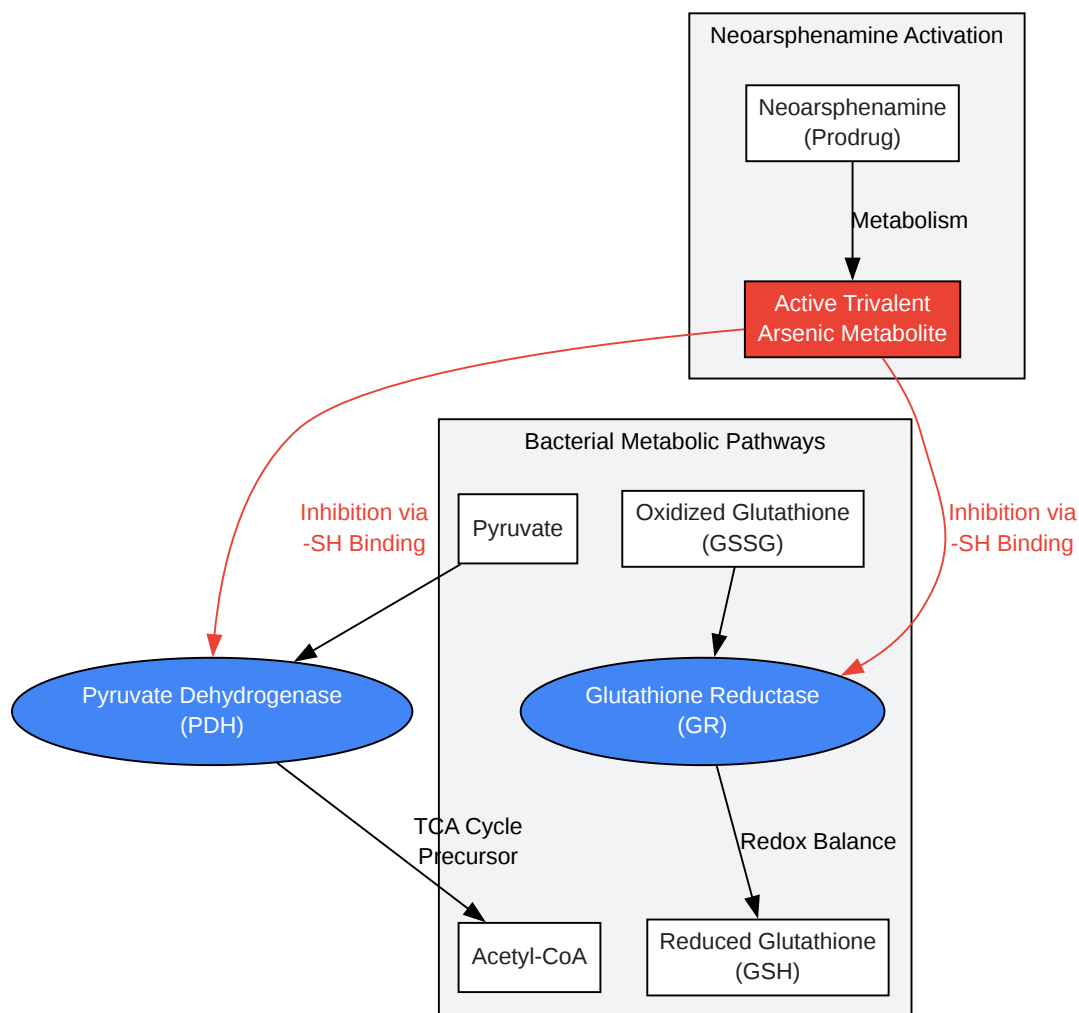 Neoarsphenamine Activation
Neoarsphenamine
(Prodrug)
Metabolism
Active Trivalent
Arsenic Metabolite
Bacterial Metabolic Pathways
Inhibition via
-SH Binding
Pyruvate
Oxidized Glutathione
(GSSG)
Inhibition via
-SH Binding
Pyruvate Dehydrogenase
(PDH)
Glutathione Reductase
(GR)
TCA Cycle
Precursor
Redox Balance
Acetyl-CoA
Reduced Glutathione
(GSH)